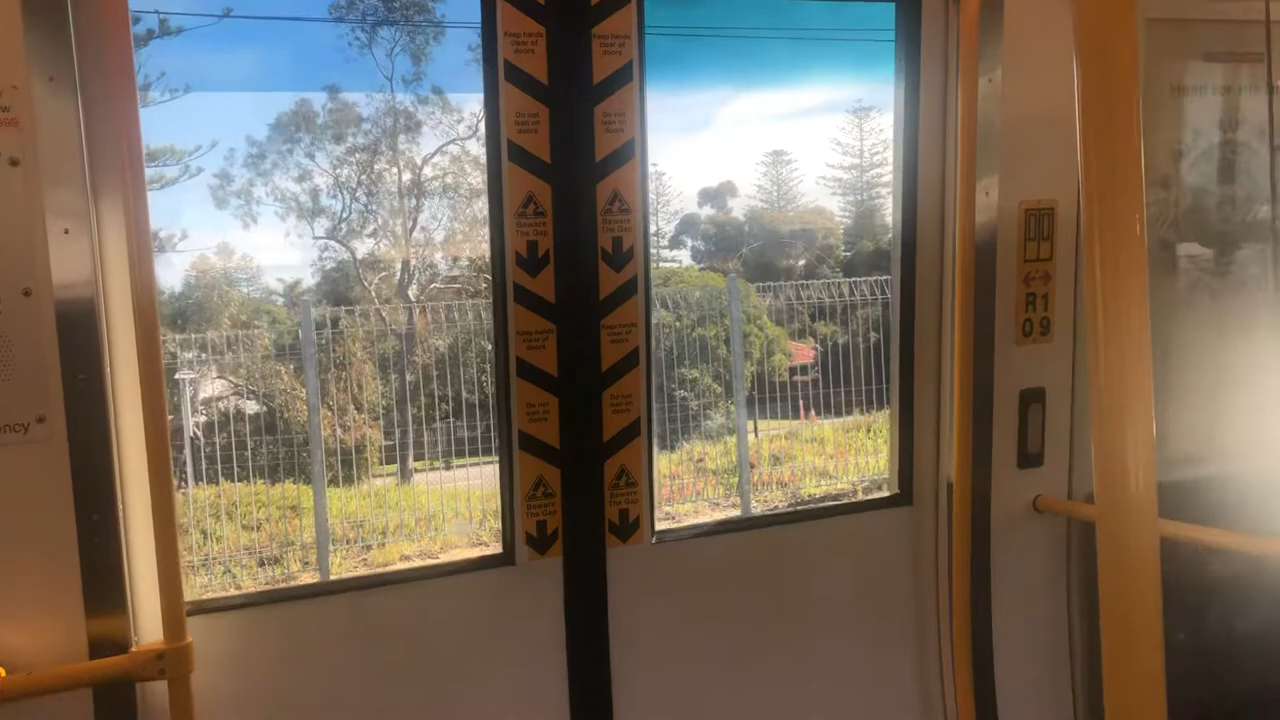 Keep hands
clear of
doors
Do not
lean on
doors
Beware
The Gap
Keep hands
clear of
doors
Do not
lean on
doors
Beware
The Gap
Keep hands
clear of
doors
Do not
lean on
doors
Beware
The Gap
Keep hands
clear of
doors
Do not
lean on
doors
Beware
The Gap
R1
09